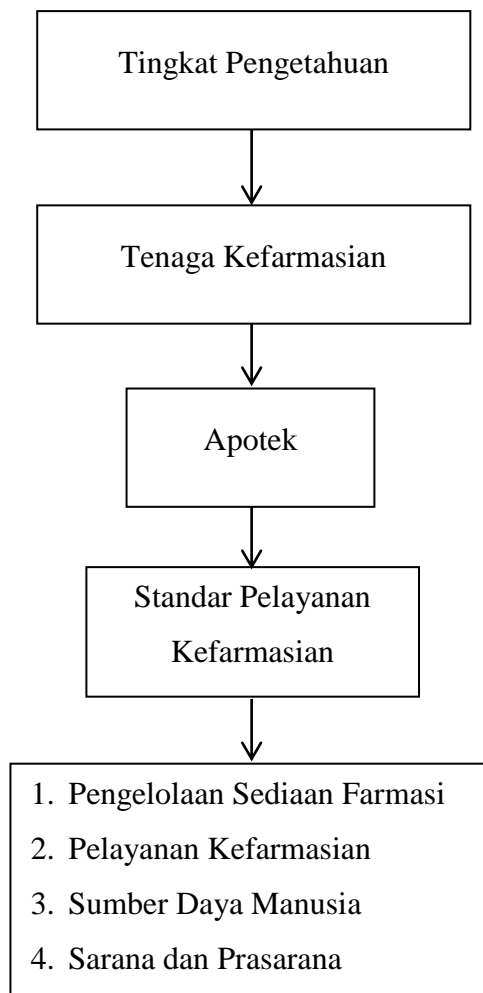 Tingkat Pengetahuan
Tenaga Kefarmasian
Apotek
Standar Pelayanan
Kefarmasian
1. Pengelolaan Sediaan Farmasi
2. Pelayanan Kefarmasian
3. Sumber Daya Manusia
4. Sarana dan Prasarana